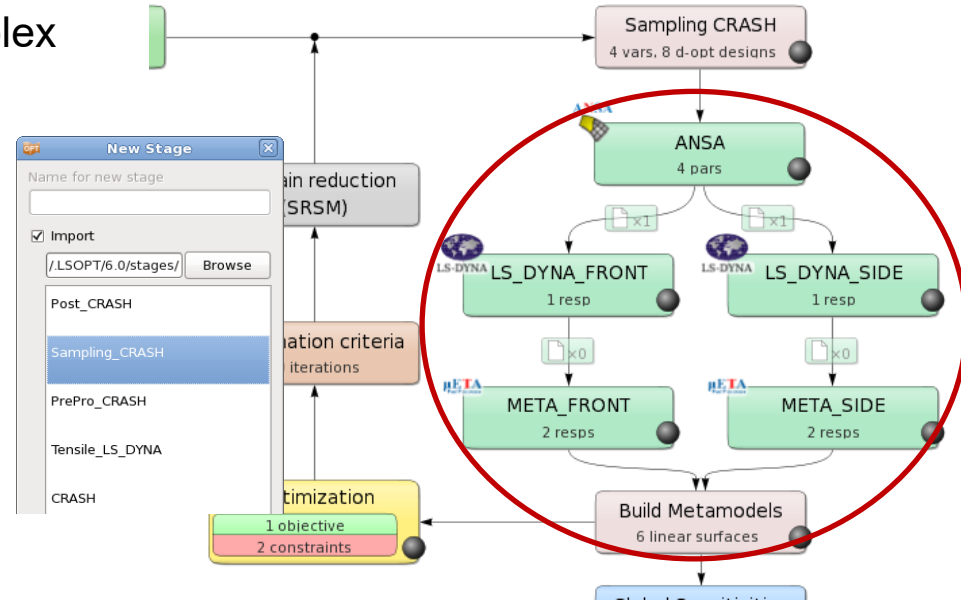 lex
Sampling CRASH
4 vars, 8 d-opt designs
ANSA
ANSA
4 pars
New Stage
OPT
Name for new stage
Import
/.LSOPT/6.0/stages/
Browse
Post_CRASH
Sampling_CRASH
PrePro_CRASH
Tensile_LS_DYNA
CRASH
ain reduction
(SRSM)
×1
×1
LS-DYNA
LS_DYNA_FRONT
1 resp
LS-DYNA
LS_DYNA_SIDE
1 resp
ation criteria
iterations
×0
×0
μETA
META_FRONT
2 resps
μETA
META_SIDE
2 resps
timization
1 objective
2 constraints
Build Metamodels
6 linear surfaces